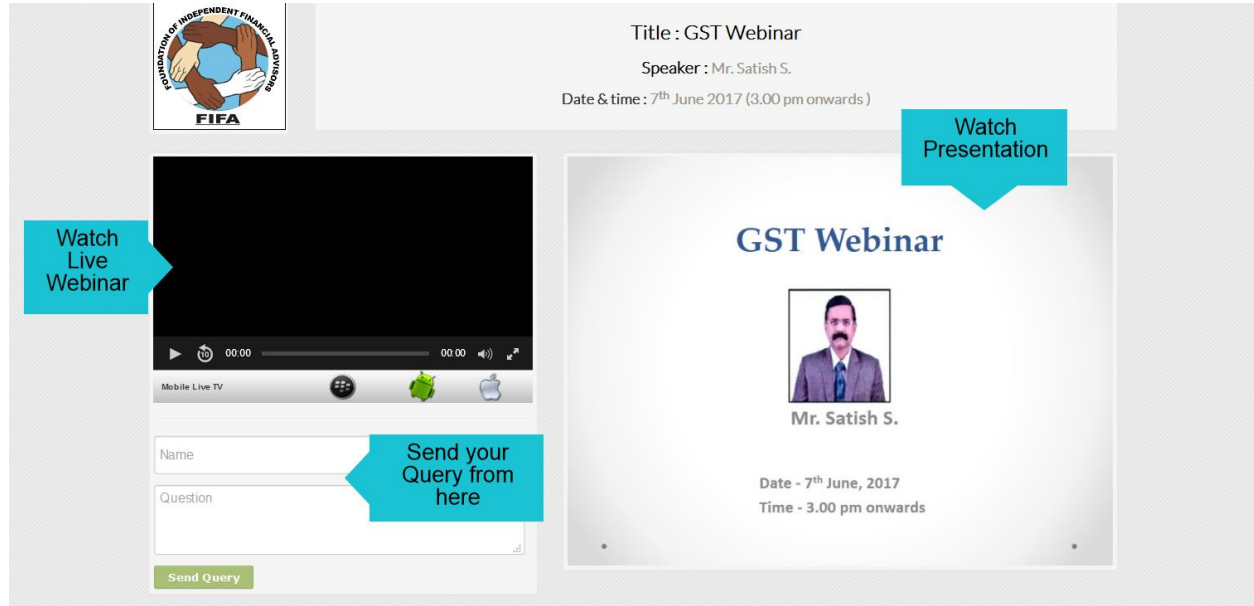 FOUNDATION OF INDEPENDENT FINANCIAL ADVISORS
FIFA
Title : GST Webinar
Speaker : Mr. Satish S.
Date & time : 7th June 2017 (3.00 pm onwards )
Watch
Presentation
Watch
Live
Webinar
10
00:00
00:00
Mobile Live TV
Name
Question
Send your
Query from
here
Send Query
GST Webinar
Mr. Satish S.
Date - 7th June, 2017
Time - 3.00 pm onwards